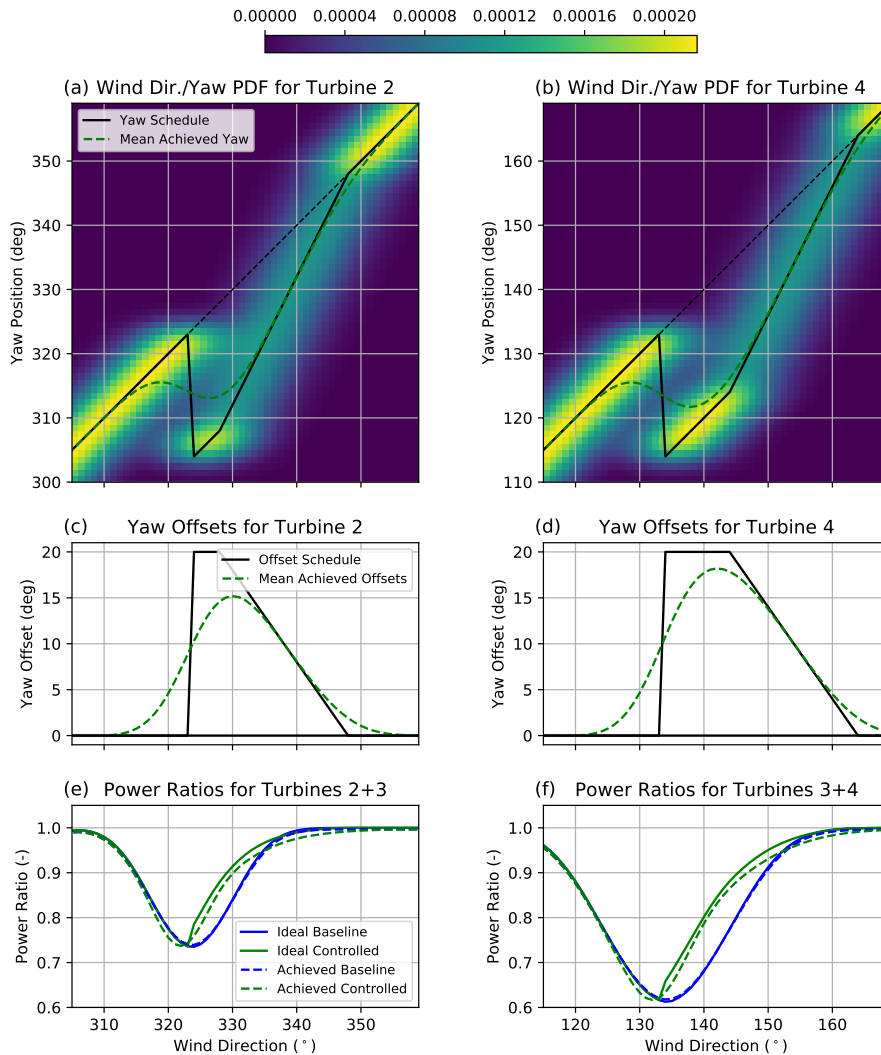 0.00000 0.00004 0.00008 0.00012 0.00016 0.00020
(a) Wind Dir./Yaw PDF for Turbine 2
Yaw Schedule
Mean Achieved Yaw
Yaw Position (deg)
350
340
330
320
310
300
(b) Wind Dir./Yaw PDF for Turbine 4
Yaw Position (deg)
160
150
140
130
120
110
(c) Yaw Offsets for Turbine 2
Offset Schedule
Mean Achieved Offsets
Yaw Offset (deg)
20
15
10
5
0
(d) Yaw Offsets for Turbine 4
Yaw Offset (deg)
20
15
10
5
0
(e) Power Ratios for Turbines 2+3
Power Ratio (-)
1.0
0.9
0.8
0.7
0.6
Ideal Baseline
Ideal Controlled
Achieved Baseline
Achieved Controlled
310 320 330 340 350
Wind Direction (°)
(f) Power Ratios for Turbines 3+4
Power Ratio (-)
1.0
0.9
0.8
0.7
0.6
120 130 140 150 160
Wind Direction (°)